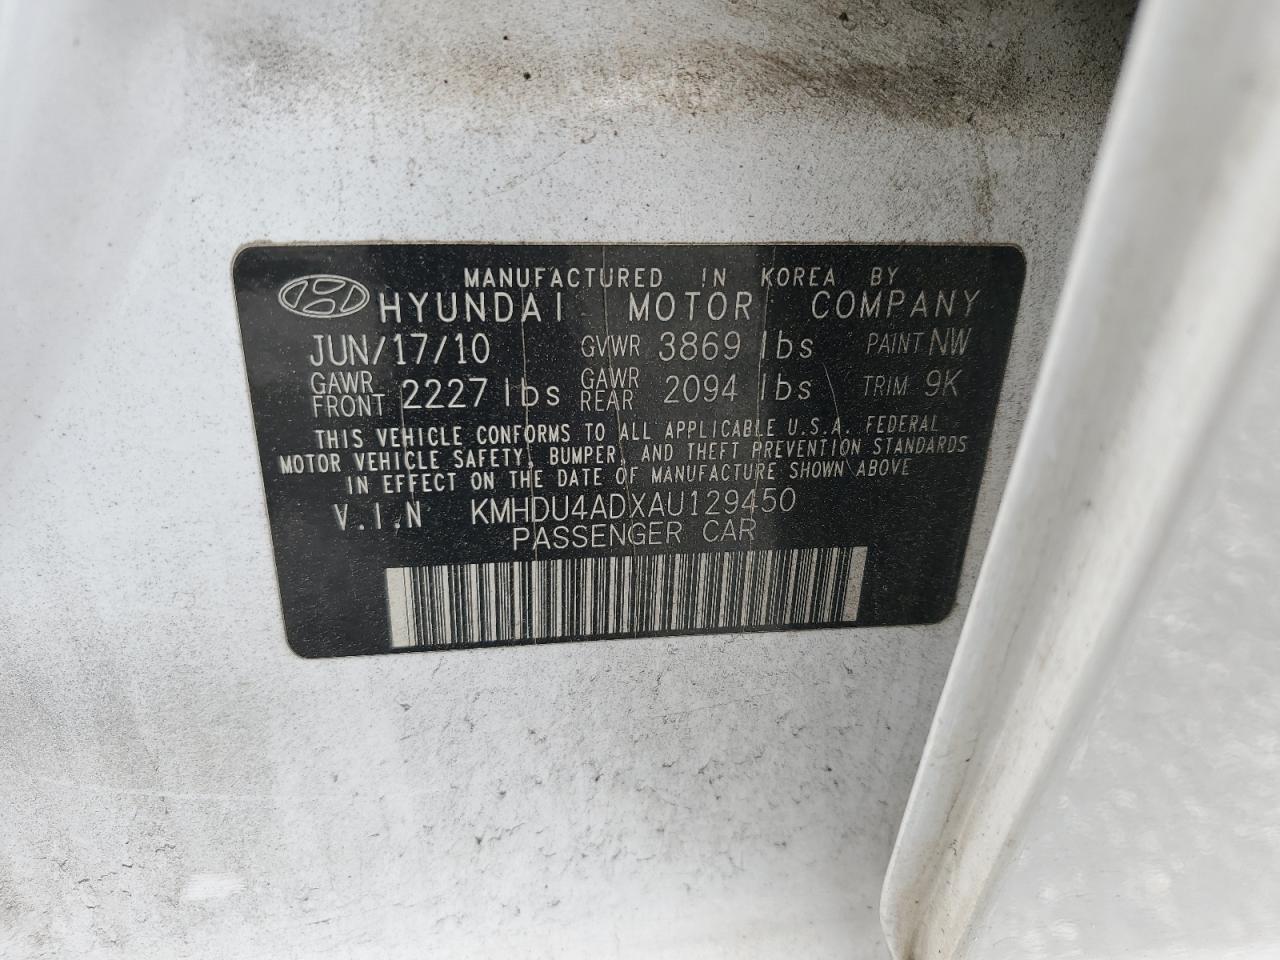 MANUFACTURED IN KOREA BY
HYUNDAI MOTOR COMPANY
JUN/17/10 GVWR 3869 lbs PAINT NW
GAWR FRONT 2227 lbs GAWR REAR 2094 lbs TRIM 9K
THIS VEHICLE CONFORMS TO ALL APPLICABLE U.S.A. FEDERAL
MOTOR VEHICLE SAFETY, BUMPER, AND THEFT PREVENTION STANDARDS
IN EFFECT ON THE DATE OF MANUFACTURE SHOWN ABOVE
V.I.N KMHDU4ADXAU129450
PASSENGER CAR